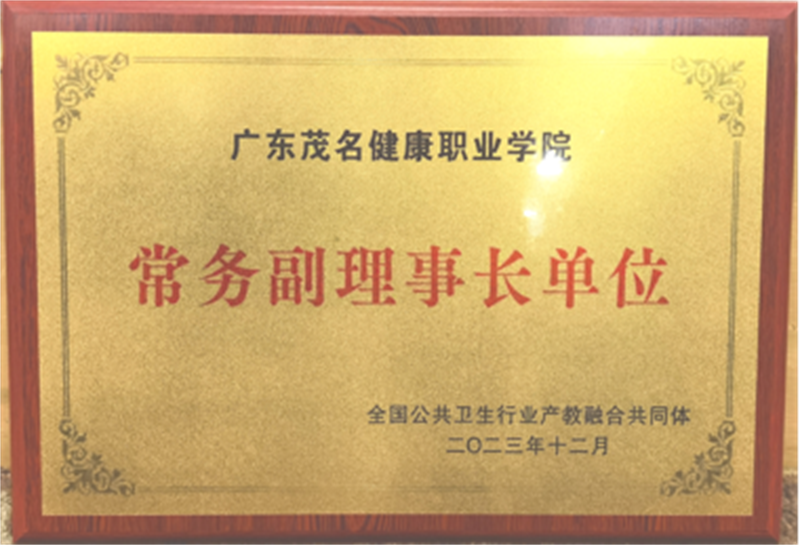 广东茂名健康职业学院
常务副理事长单位
全国公共卫生行业产教融合共同体
二〇二三年十二月